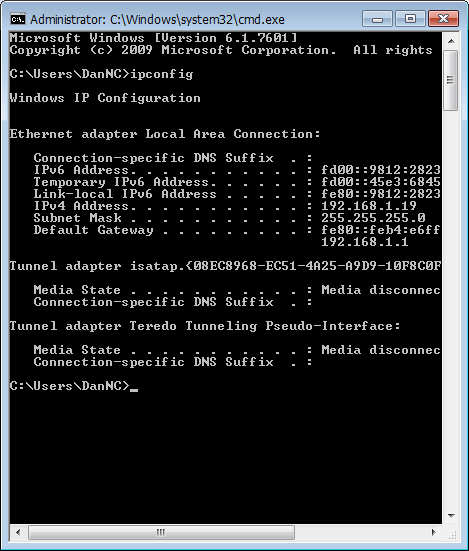 Administrator: C:\Windows\system32\cmd.exe
Microsoft Windows [Version 6.1.7601]
Copyright (c) 2009 Microsoft Corporation.  All rights
C:\Users\DanNC>ipconfig
Windows IP Configuration
Ethernet adapter Local Area Connection:
   Connection-specific DNS Suffix  . :
   IPv6 Address. . . . . . . . . . . : fd00::9812:2823
   Temporary IPv6 Address. . . . . . : fd00::45e3:6845
   Link-local IPv6 Address . . . . . : fe80::9812:2823
   IPv4 Address. . . . . . . . . . . : 192.168.1.19
   Subnet Mask . . . . . . . . . . . : 255.255.255.0
   Default Gateway . . . . . . . . . : fe80::feb4:e6ff
                                       192.168.1.1
Tunnel adapter isatap.{08EC8968-EC51-4A25-A9D9-10F8C0F
   Media State . . . . . . . . . . . : Media disconnec
   Connection-specific DNS Suffix  . :
Tunnel adapter Teredo Tunneling Pseudo-Interface:
   Media State . . . . . . . . . . . : Media disconnec
   Connection-specific DNS Suffix  . :
C:\Users\DanNC>_